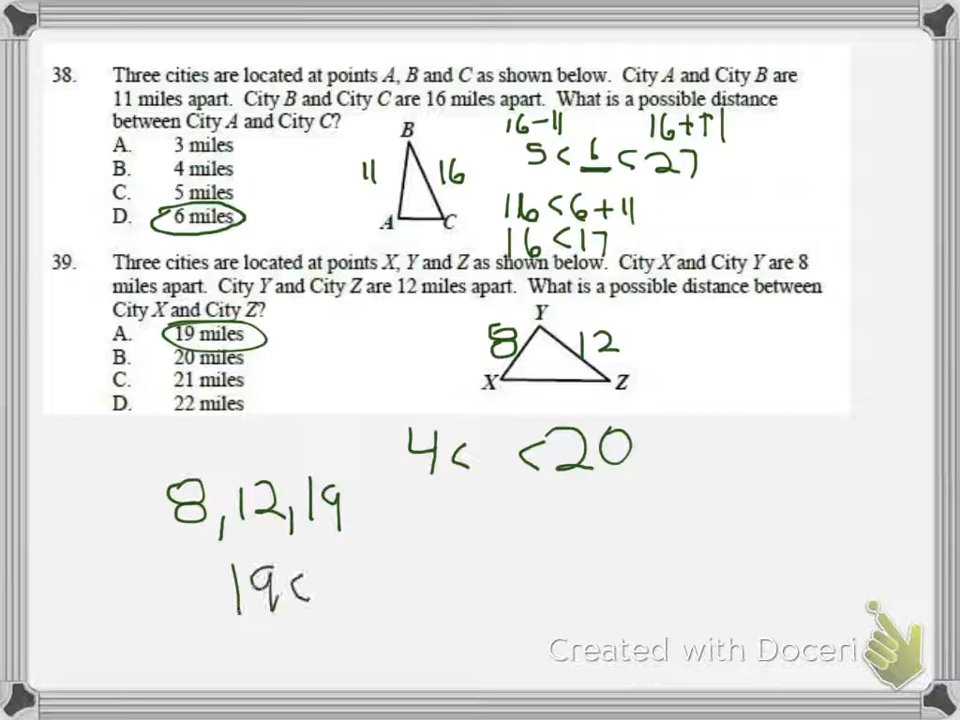 38. Three cities are located at points A, B and C as shown below. City A and City B are
11 miles apart. City B and City C are 16 miles apart. What is a possible distance
between City A and City C?
A. 3 miles
B. 4 miles
C. 5 miles
D. 6 miles
B
11
16
A
C
16-11
16+11
5 < 6 < 27
16 < 6 + 11
16 < 17
39. Three cities are located at points X, Y and Z as shown below. City X and City Y are 8
miles apart. City Y and City Z are 12 miles apart. What is a possible distance between
City X and City Z?
A. 19 miles
B. 20 miles
C. 21 miles
D. 22 miles
Y
8
12
X
Z
4 < < 20
8, 12, 19
19 <
Created with Doceri